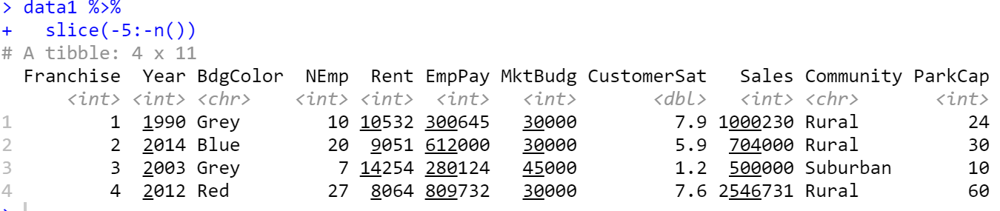 > data1 %>%
+   slice(-5:-n())
# A tibble: 4 x 11
  Franchise  Year BdgColor  NEmp  Rent EmpPay MktBudg CustomerSat   Sales Community ParkCap
      <int> <int> <chr>    <int> <int>  <int>   <int>       <dbl>   <int> <chr>       <int>
1         1  1990 Grey        10 10532 300645   30000         7.9 1000230 Rural          24
2         2  2014 Blue        20  9051 612000   30000         5.9  704000 Rural          30
3         3  2003 Grey         7 14254 280124   45000         1.2  500000 Suburban       10
4         4  2012 Red         27  8064 809732   30000         7.6 2546731 Rural          60